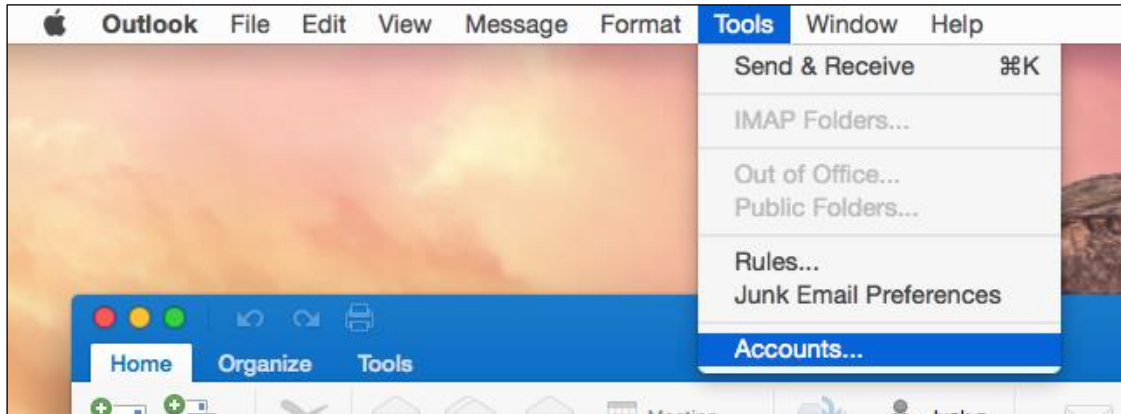 Outlook File Edit View Message Format Tools Window Help
Send & Receive ⌘K
IMAP Folders...
Out of Office...
Public Folders...
Rules...
Junk Email Preferences
Accounts...
Home Organize Tools